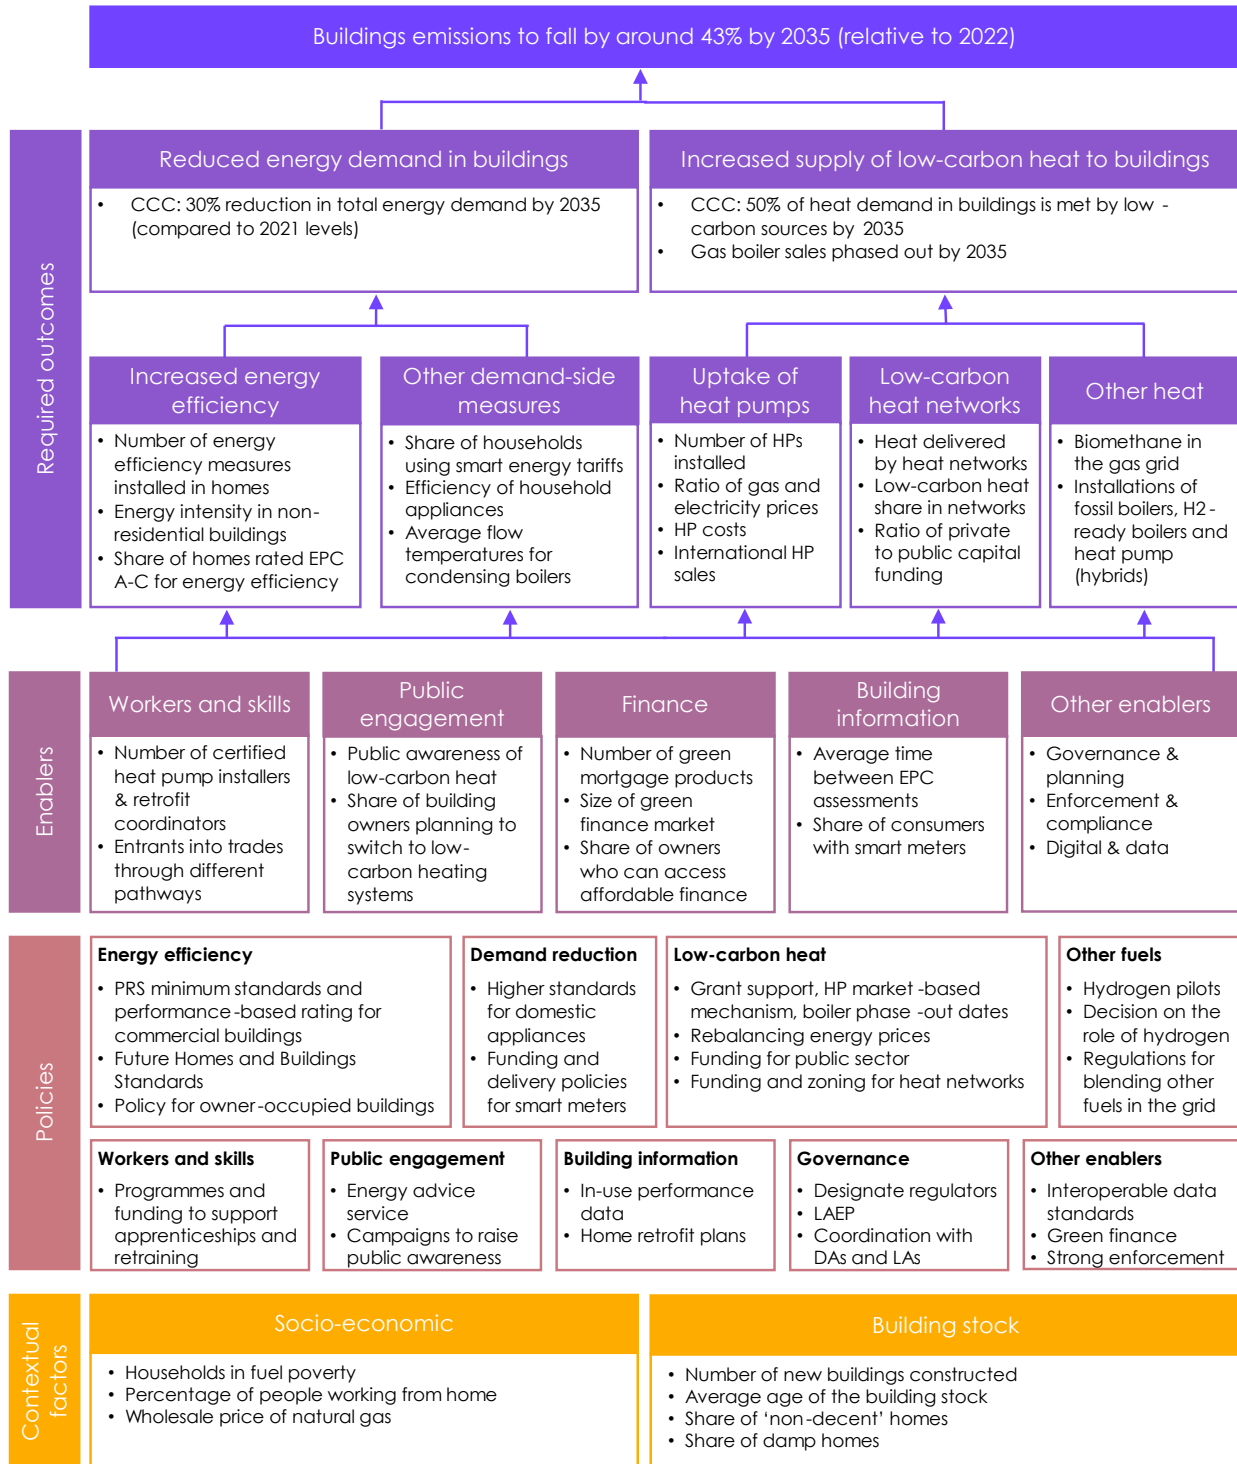 Buildings emissions to fall by around 43% by 2035 (relative to 2022)
Required outcomes
Reduced energy demand in buildings
• CCC: 30% reduction in total energy demand by 2035
(compared to 2021 levels)
Increased supply of low-carbon heat to buildings
• CCC: 50% of heat demand in buildings is met by low -
carbon sources by 2035
• Gas boiler sales phased out by 2035
Increased energy
efficiency
• Number of energy
efficiency measures
installed in homes
• Energy intensity in non-
residential buildings
• Share of homes rated EPC
A-C for energy efficiency
Other demand-side
measures
• Share of households
using smart energy tariffs
• Efficiency of household
appliances
• Average flow
temperatures for
condensing boilers
Uptake of
heat pumps
• Number of HPs
installed
• Ratio of gas and
electricity prices
• HP costs
• International HP
sales
Low-carbon
heat networks
• Heat delivered
by heat networks
• Low-carbon heat
share in networks
• Ratio of private
to public capital
funding
Other heat
• Biomethane in
the gas grid
• Installations of
fossil boilers, H2-
ready boilers and
heat pump
(hybrids)
Enablers
Workers and skills
• Number of certified
heat pump installers
& retrofit
coordinators
• Entrants into trades
through different
pathways
Public
engagement
• Public awareness of
low-carbon heat
• Share of building
owners planning to
switch to low-
carbon heating
systems
Finance
• Number of green
mortgage products
• Size of green
finance market
• Share of owners
who can access
affordable finance
Building
information
• Average time
between EPC
assessments
• Share of consumers
with smart meters
Other enablers
• Governance &
planning
• Enforcement &
compliance
• Digital & data
Policies
Energy efficiency
• PRS minimum standards and
performance-based rating for
commercial buildings
• Future Homes and Buildings
Standards
• Policy for owner-occupied buildings
Demand reduction
• Higher standards
for domestic
appliances
• Funding and
delivery policies
for smart meters
Low-carbon heat
• Grant support, HP market -based
mechanism, boiler phase -out dates
• Rebalancing energy prices
• Funding for public sector
• Funding and zoning for heat networks
Other fuels
• Hydrogen pilots
• Decision on the
role of hydrogen
• Regulations for
blending other
fuels in the grid
Workers and skills
• Programmes and
funding to support
apprenticeships and
retraining
Public engagement
• Energy advice
service
• Campaigns to raise
public awareness
Building information
• In-use performance
data
• Home retrofit plans
Governance
• Designate regulators
• LAEP
• Coordination with
DAs and LAs
Other enablers
• Interoperable data
standards
• Green finance
• Strong enforcement
Contextual
factors
Socio-economic
• Households in fuel poverty
• Percentage of people working from home
• Wholesale price of natural gas
Building stock
• Number of new buildings constructed
• Average age of the building stock
• Share of ‘non-decent’ homes
• Share of damp homes